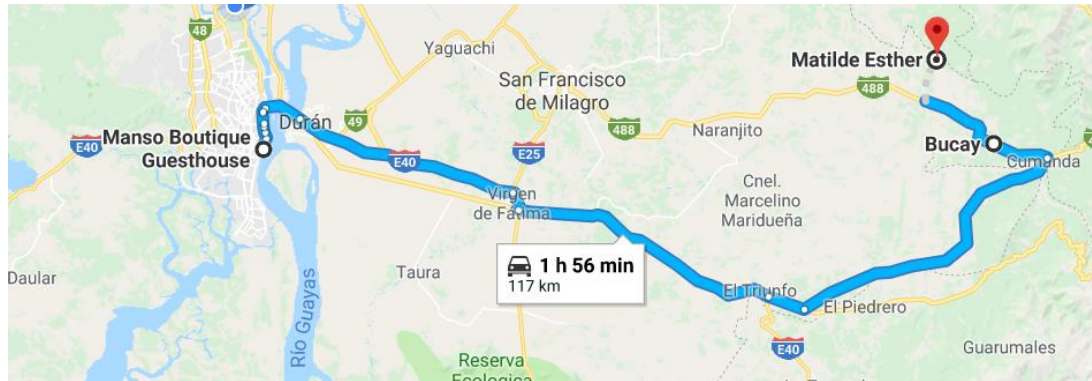 48
Yaguachi
Matilde Esther
San Francisco
de Milagro
488
49
Durán
Manso Boutique
Guesthouse
E40
488
Naranjito
Bucay
Cumanda
E40
E25
Virgen
de Fátima
Cnel.
Marcelino
Maridueña
1 h 56 min
117 km
Daular
Taura
Río Guayas
El Triunfo
El Piedrero
E40
Guarumales
Reserva